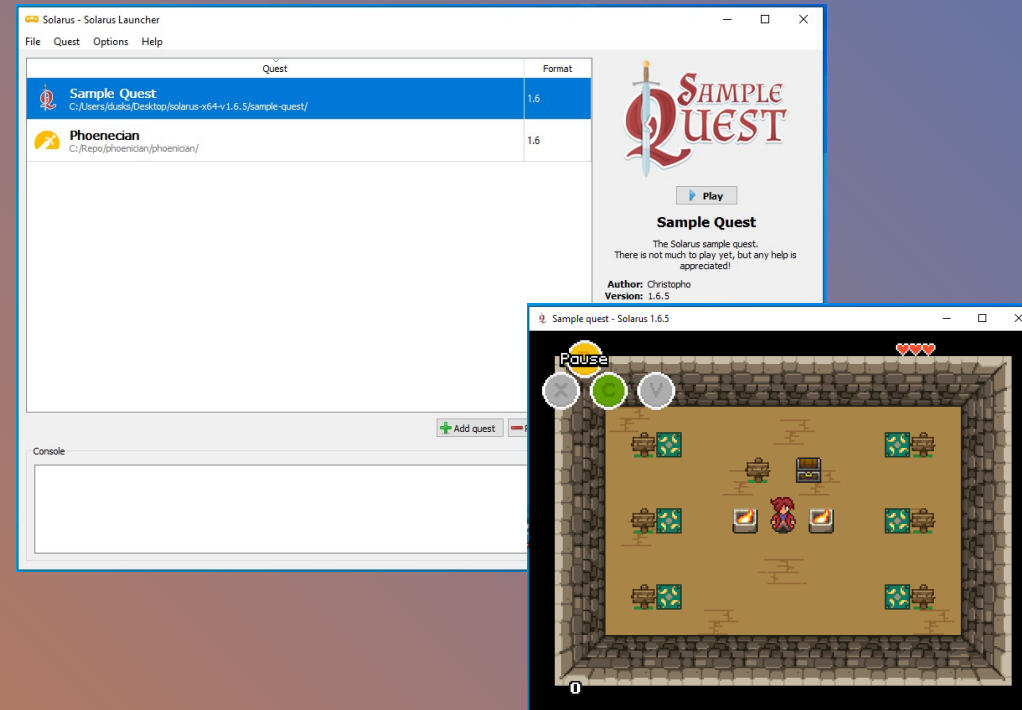 Solarus - Solarus Launcher
File Quest Options Help
Quest Format
Sample Quest
C:/Users/dusks/Desktop/solarus-x64-v1.6.5/sample-quest/
1.6
Phoenecian
C:/Repo/phoenician/phoenician/
1.6
SAMPLE
QUEST
Play
Sample Quest
The Solarus sample quest.
There is not much to play yet, but any help is
appreciated!
Author: Christopho
Version: 1.6.5
Add quest
Console
Sample quest - Solarus 1.6.5
Pause
X C V
0